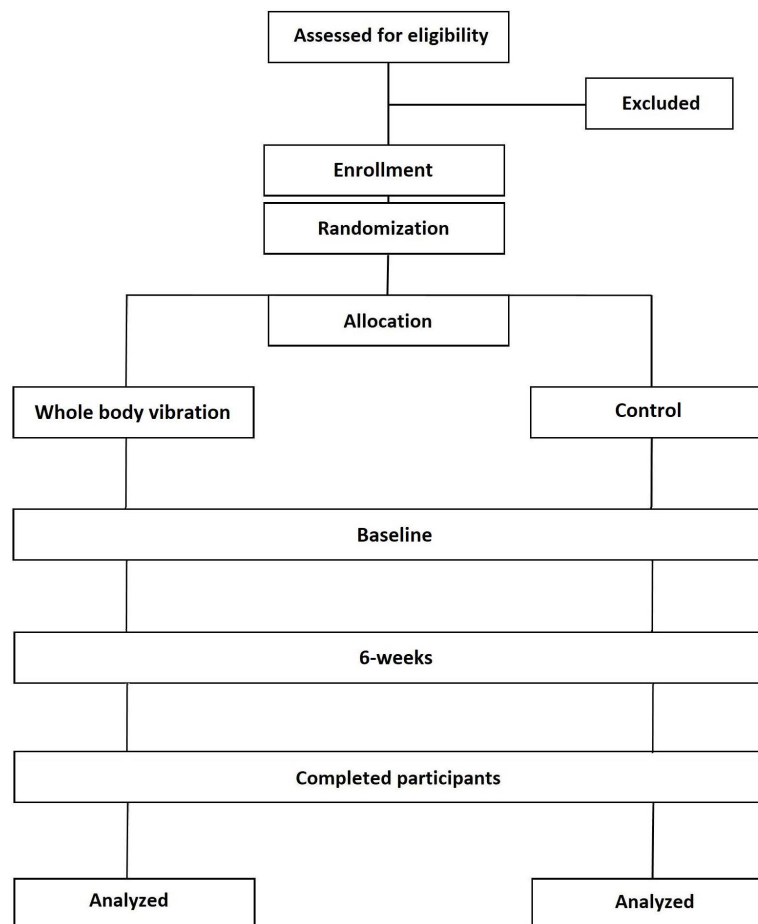 Assessed for eligibility
Excluded
Enrollment
Randomization
Allocation
Whole body vibration
Control
Baseline
6-weeks
Completed participants
Analyzed
Analyzed